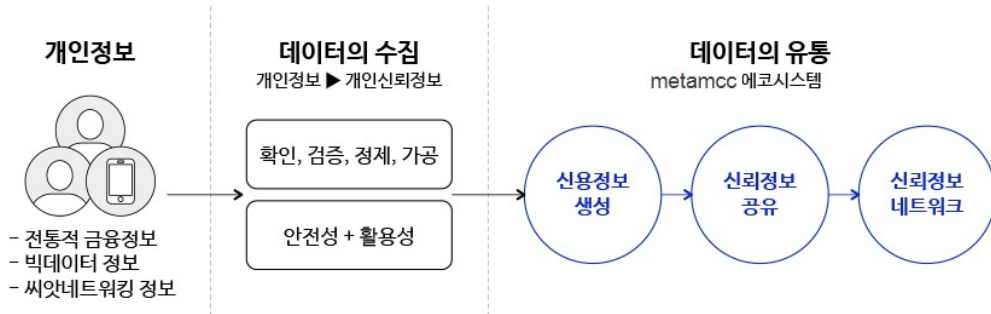 개인정보
- 전통적 금융정보
- 빅데이터 정보
- 씨앗네트워킹 정보
데이터의 수집
개인정보 ▶ 개인신뢰정보
확인, 검증, 정제, 가공
안전성 + 활용성
데이터의 유통
metamcc 에코시스템
신용정보
생성
신뢰정보
공유
신뢰정보
네트워크